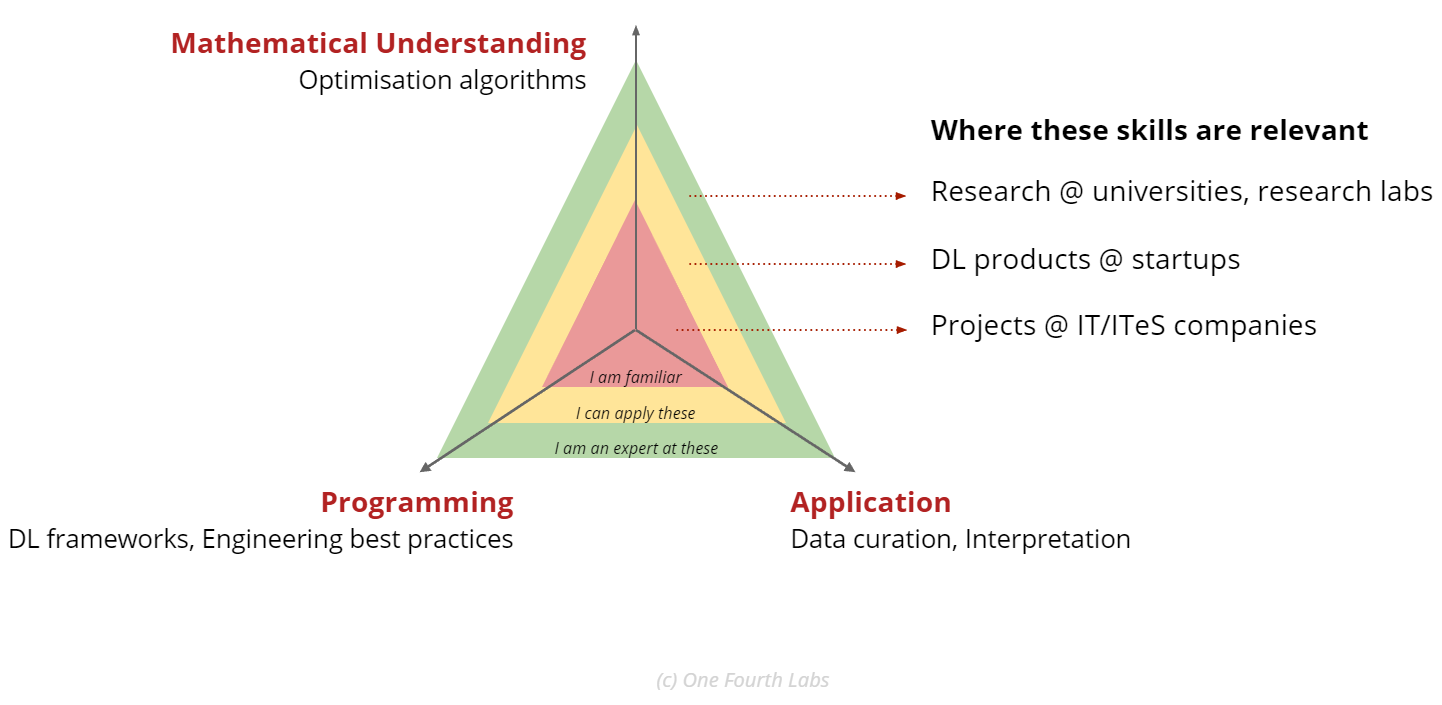 Mathematical Understanding
Optimisation algorithms
Where these skills are relevant
Research @ universities, research labs
DL products @ startups
Projects @ IT/ITeS companies
I am familiar
I can apply these
I am an expert at these
Programming
DL frameworks, Engineering best practices
Application
Data curation, Interpretation
(c) One Fourth Labs